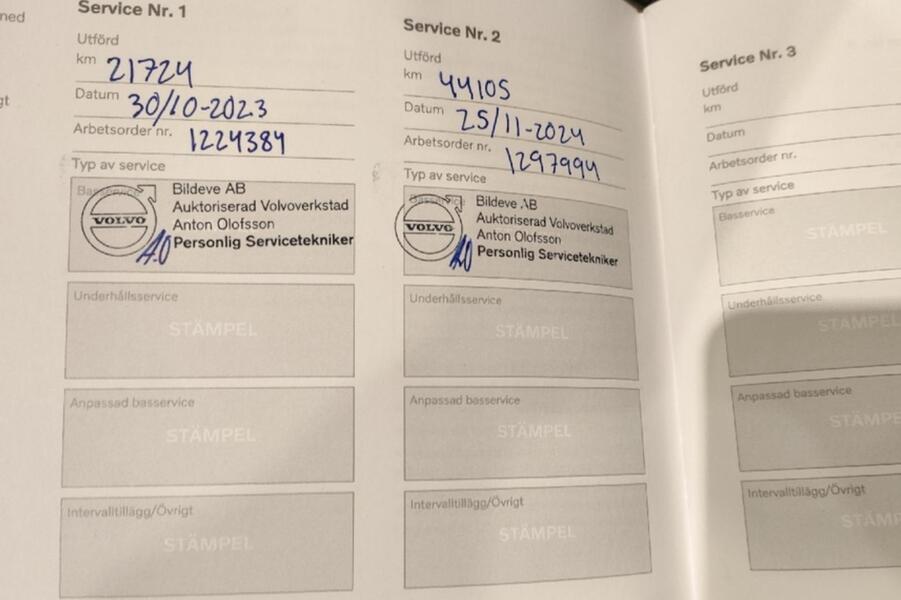 ned
gt
Service Nr. 1
Utförd
km 21724
Datum 30/10-2023
Arbetsorder nr. 1224384
Typ av service
Basservice
VOLVO
Bildeve AB
Auktoriserad Volvoverkstad
Anton Olofsson
Personlig Servicetekniker
A.O
Underhållsservice
STÄMPEL
Anpassad basservice
STÄMPEL
Intervalltillägg/Övrigt
STÄMPEL
Service Nr. 2
Utförd
km 44105
Datum 25/11-2024
Arbetsorder nr. 1297994
Typ av service
Basservice
VOLVO
Bildeve AB
Auktoriserad Volvoverkstad
Anton Olofsson
Personlig Servicetekniker
AO
Underhållsservice
STÄMPEL
Anpassad basservice
STÄMPEL
Intervalltillägg/Övrigt
STÄMPEL
Service Nr. 3
Utförd
km
Datum
Arbetsorder nr.
Typ av service
Basservice
STÄMPEL
Underhållsservice
STÄMPEL
Anpassad basservice
STÄMPE
Intervalltillägg/Övrigt
STÄMP